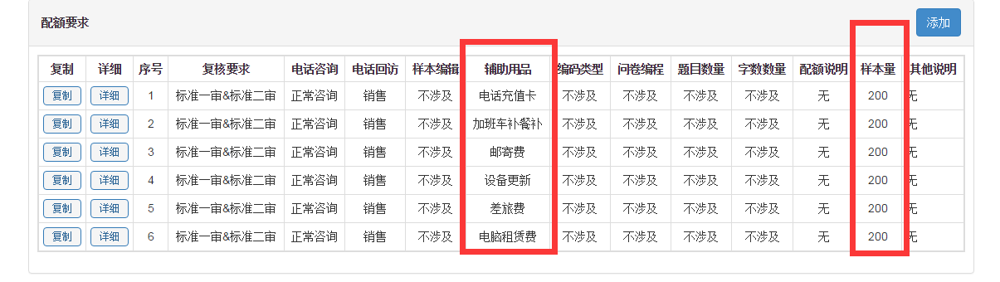 配额要求 添加
复制 详细 序号 复核要求 电话咨询 电话回访 样本编辑 辅助用品 编码类型 问卷编程 题目数量 字数数量 配额说明 样本量 其他说明
复制 详细 1 标准一审&标准二审 正常咨询 销售 不涉及 电话充值卡 不涉及 不涉及 不涉及 不涉及 无 200 无
复制 详细 2 标准一审&标准二审 正常咨询 销售 不涉及 加班车补餐补 不涉及 不涉及 不涉及 不涉及 无 200 无
复制 详细 3 标准一审&标准二审 正常咨询 销售 不涉及 邮寄费 不涉及 不涉及 不涉及 不涉及 无 200 无
复制 详细 4 标准一审&标准二审 正常咨询 销售 不涉及 设备更新 不涉及 不涉及 不涉及 不涉及 无 200 无
复制 详细 5 标准一审&标准二审 正常咨询 销售 不涉及 差旅费 不涉及 不涉及 不涉及 不涉及 无 200 无
复制 详细 6 标准一审&标准二审 正常咨询 销售 不涉及 电脑租赁费 不涉及 不涉及 不涉及 不涉及 无 200 无